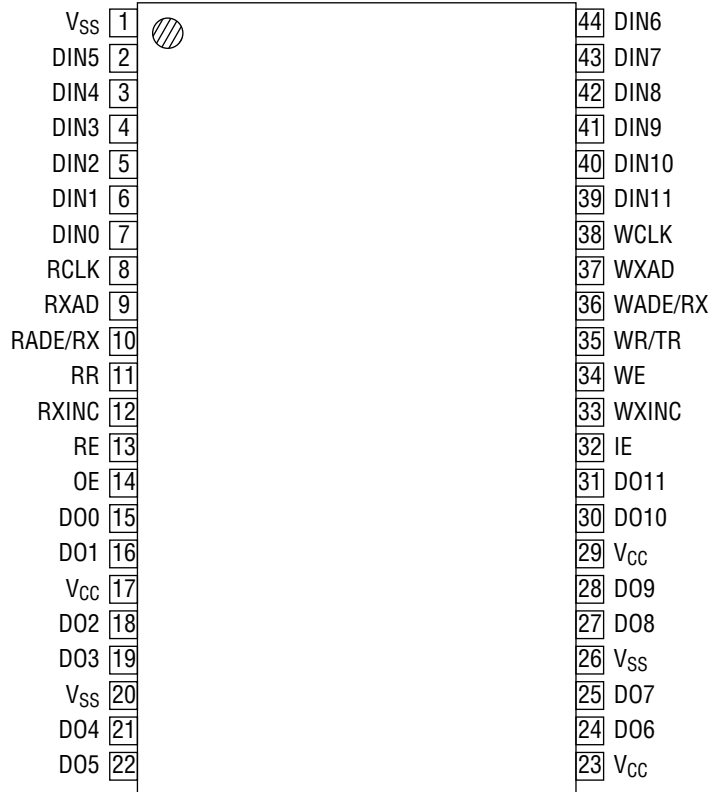 VSS 1 44 DIN6
DIN5 2 43 DIN7
DIN4 3 42 DIN8
DIN3 4 41 DIN9
DIN2 5 40 DIN10
DIN1 6 39 DIN11
DIN0 7 38 WCLK
RCLK 8 37 WXAD
RXAD 9 36 WADE/RX
RADE/RX 10 35 WR/TR
RR 11 34 WE
RXINC 12 33 WXINC
RE 13 32 IE
OE 14 31 DO11
DO0 15 30 DO10
DO1 16 29 VCC
VCC 17 28 DO9
DO2 18 27 DO8
DO3 19 26 VSS
VSS 20 25 DO7
DO4 21 24 DO6
DO5 22 23 VCC